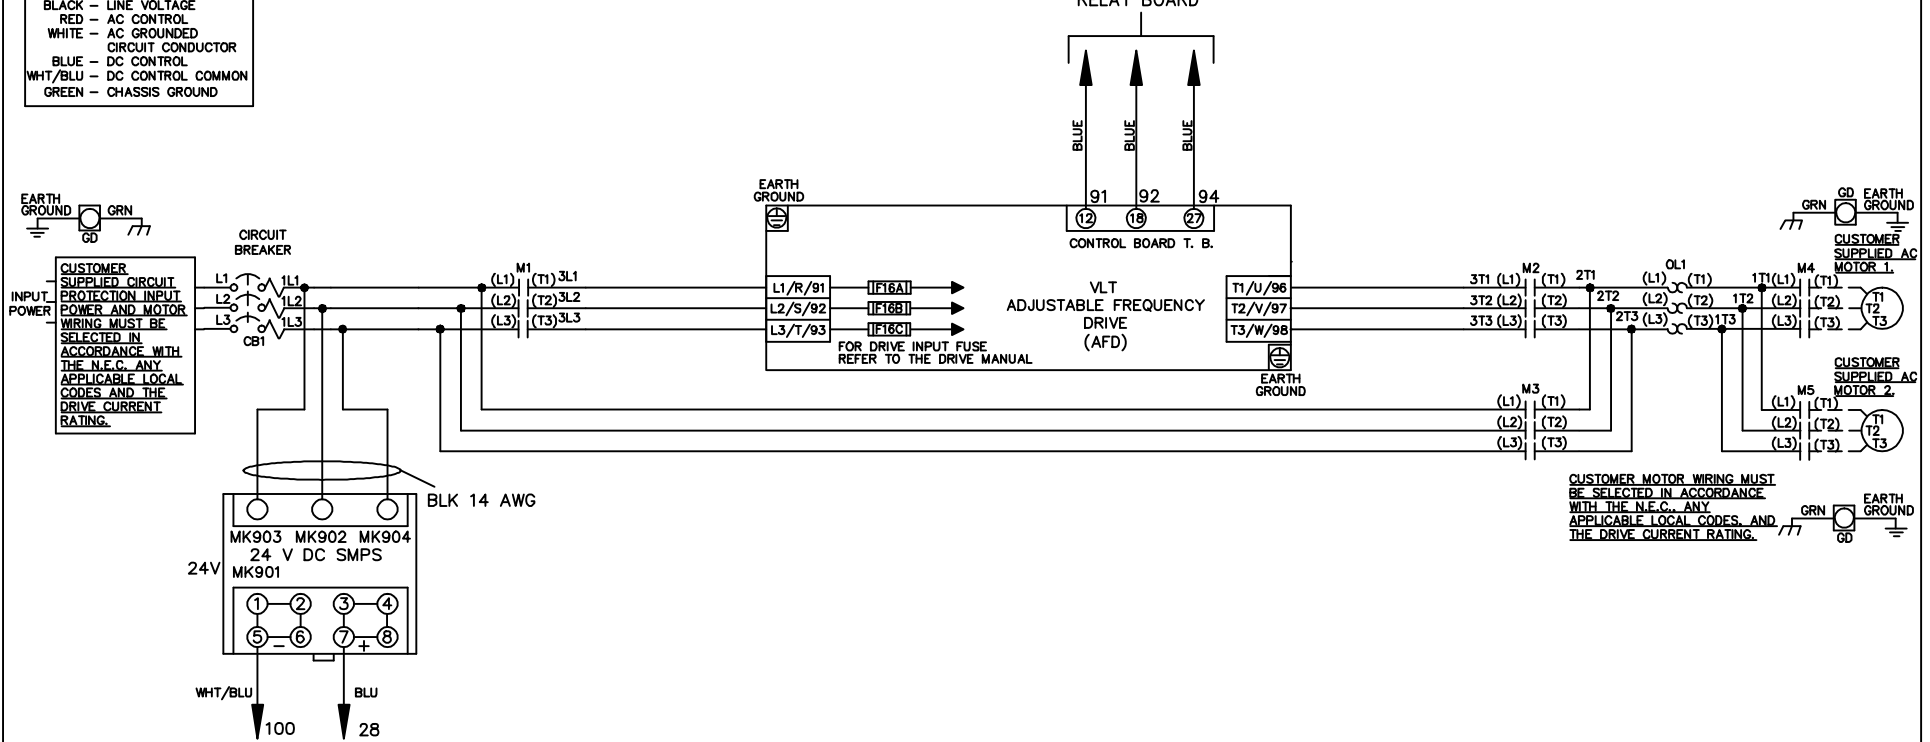 BLACK – LINE VOLTAGE
RED – AC CONTROL
WHITE – AC GROUNDED
CIRCUIT CONDUCTOR
BLUE – DC CONTROL
WHT/BLU – DC CONTROL COMMON
GREEN – CHASSIS GROUND
RELAY BOARD
BLUE
BLUE
BLUE
91 92 94
12 18 27
CONTROL BOARD T. B.
EARTH
GROUND
GRN
GD
CIRCUIT
BREAKER
INPUT
POWER
CUSTOMER
SUPPLIED CIRCUIT
PROTECTION INPUT
POWER AND MOTOR
WIRING MUST BE
SELECTED IN
ACCORDANCE WITH
THE N.E.C. ANY
APPLICABLE LOCAL
CODES AND THE
DRIVE CURRENT
RATING.
L1 1L1
L2 1L2
L3 1L3
CB1
M1
(L1) (T1) 3L1
(L2) (T2) 3L2
(L3) (T3) 3L3
EARTH
GROUND
L1/R/91 F16A
L2/S/92 F16B
L3/T/93 F16C
FOR DRIVE INPUT FUSE
REFER TO THE DRIVE MANUAL
VLT
ADJUSTABLE FREQUENCY
DRIVE
(AFD)
T1/U/96
T2/V/97
T3/W/98
EARTH
GROUND
M2
3T1 (L1) (T1) 2T1
3T2 (L2) (T2) 2T2
3T3 (L3) (T3) 2T3
OL1
(L1) (T1) 1T1
(L2) (T2) 1T2
(L3) (T3) 1T3
M4
(L1) (T1)
(L2) (T2)
(L3) (T3)
T1
T2
T3
GRN
GD
EARTH
GROUND
CUSTOMER
SUPPLIED AC
MOTOR 1.
M3
(L1) (T1)
(L2) (T2)
(L3) (T3)
CUSTOMER
SUPPLIED AC
MOTOR 2.
M5
(L1) (T1)
(L2) (T2)
(L3) (T3)
T1
T2
T3
CUSTOMER MOTOR WIRING MUST
BE SELECTED IN ACCORDANCE
WITH THE N.E.C., ANY
APPLICABLE LOCAL CODES, AND
THE DRIVE CURRENT RATING.
GRN
GD
EARTH
GROUND
BLK 14 AWG
MK903 MK902 MK904
24 V DC SMPS
24V
MK901
1 2 3 4
5 – 6 7 + 8
WHT/BLU BLU
100 28